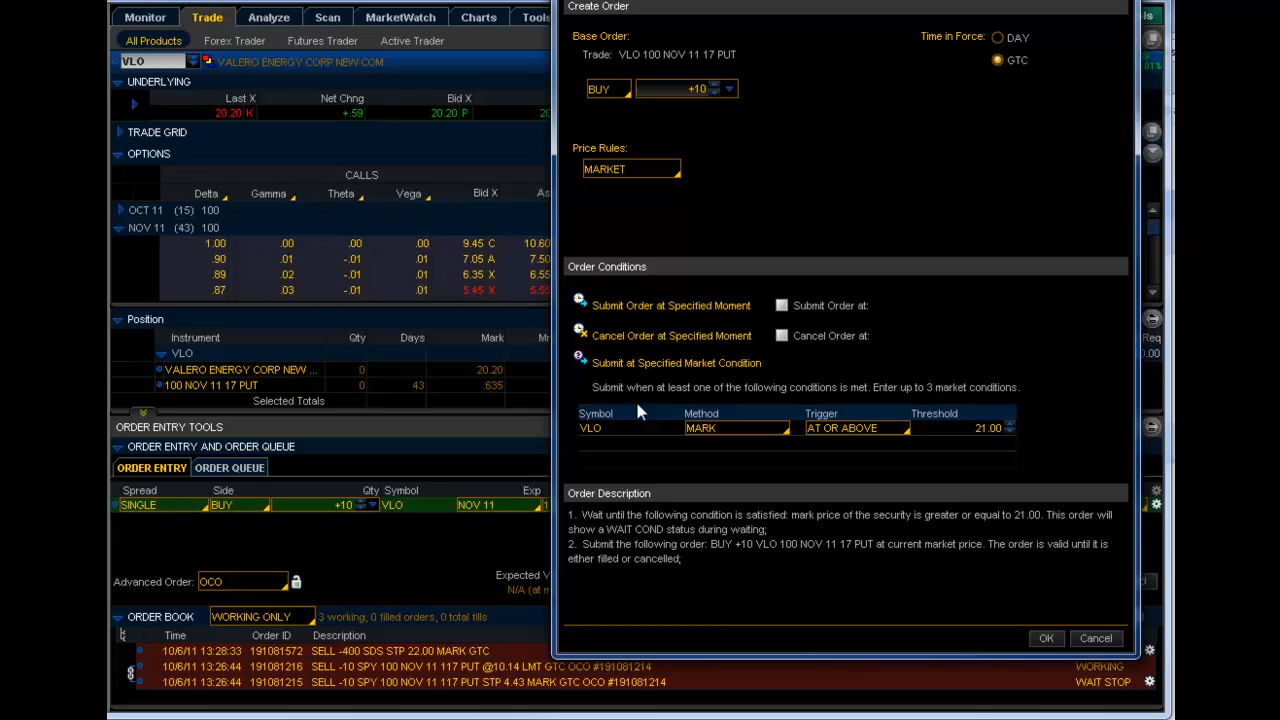 Monitor Trade Analyze Scan MarketWatch Charts Tools
All Products Forex Trader Futures Trader Active Trader
VLO VALERO ENERGY CORP NEW COM
UNDERLYING
Last X Net Chng Bid X
20.20 K +.59 20.20 P 20
TRADE GRID
OPTIONS
CALLS
Delta Gamma Theta Vega Bid X As
OCT 11 (15) 100
NOV 11 (43) 100
1.00 .00 .00 .00 9.45 C 10.60
.90 .01 -.01 .01 7.05 A 7.50
.89 .02 -.01 .01 6.35 X 6.55
.87 .03 -.01 .01 5.45 X 5.55
Position
Instrument Qty Days Mark
VLO
VALERO ENERGY CORP NEW ... 0 20.20
100 NOV 11 17 PUT 0 43 .635
Selected Totals
ORDER ENTRY TOOLS
ORDER ENTRY AND ORDER QUEUE
ORDER ENTRY ORDER QUEUE
Spread Side Qty Symbol Exp
SINGLE BUY +10 VLO NOV 11
Advanced Order: OCO
Expected V
N/A (at m
ORDER BOOK WORKING ONLY 3 working, 0 filled orders, 0 total fills
Time Order ID Description
10/6/11 13:28:33 191081572 SELL -400 SDS STP 22.00 MARK GTC
10/6/11 13:26:44 191081216 SELL -10 SPY 100 NOV 11 117 PUT @10.14 LMT GTC OCO #191081214 WORKING
10/6/11 13:26:44 191081215 SELL -10 SPY 100 NOV 11 117 PUT STP 4.43 MARK GTC OCO #191081214 WAIT STOP
Create Order
Base Order: Time in Force: DAY
Trade: VLO 100 NOV 11 17 PUT GTC
BUY +10
Price Rules:
MARKET
Order Conditions
Submit Order at Specified Moment Submit Order at:
Cancel Order at Specified Moment Cancel Order at:
Submit at Specified Market Condition
Submit when at least one of the following conditions is met. Enter up to 3 market conditions.
Symbol Method Trigger Threshold
VLO MARK AT OR ABOVE 21.00
Order Description
1. Wait until the following condition is satisfied: mark price of the security is greater or equal to 21.00. This order will
show a WAIT COND status during waiting;
2. Submit the following order: BUY +10 VLO 100 NOV 11 17 PUT at current market price. The order is valid until it is
either filled or cancelled;
OK Cancel